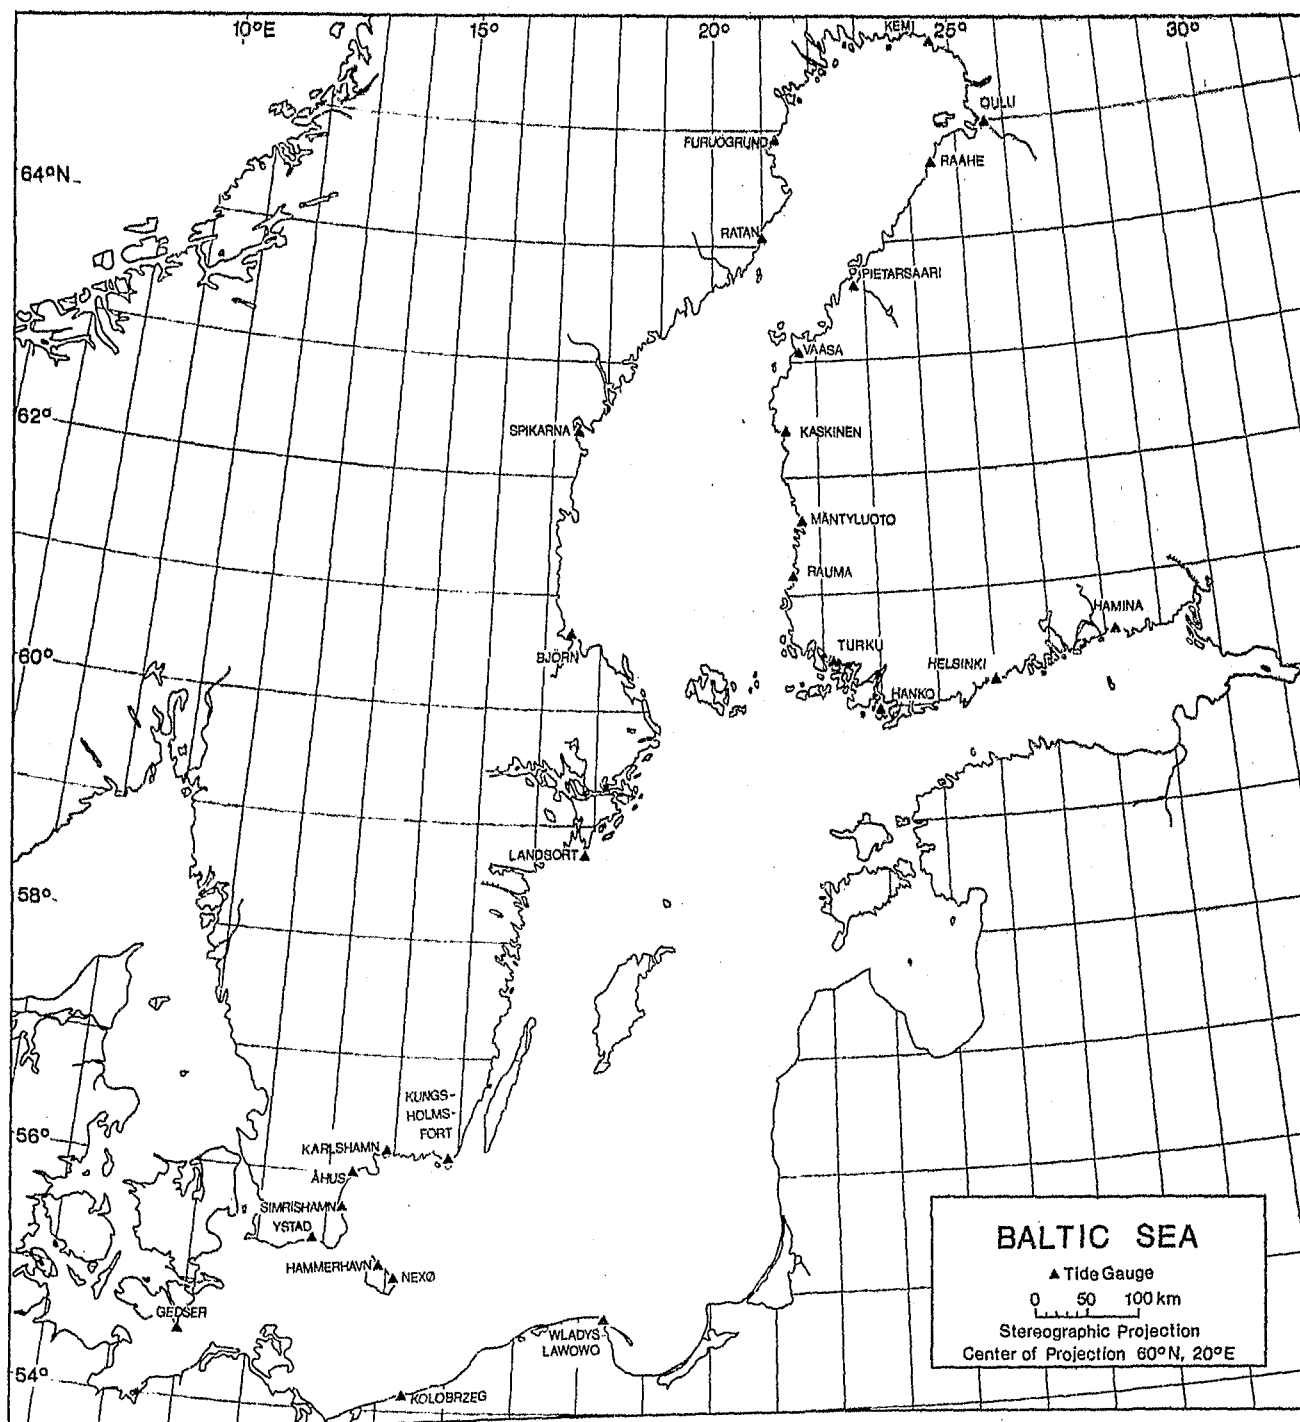 10°E 15° 20° 25° 30°
KEMI
OULU
FURUÖGRUND
RAAHE
64°N
RATAN
PIETARSAARI
VAASA
62°
SPIKARNA
KASKINEN
MÄNTYLUOTO
RAUMA
HAMINA
BJÖRN
TURKU
60°
HELSINKI
HANKO
LANDSORT
58°
KUNGS-
HOLMS-
FORT
56°
KARLSHAMN
ÅHUS
SIMRISHAMN
YSTAD
HAMMERHAVN
NEXØ
GEDSER
WLADYS-
LAWOWO
54°
KOLOBRZEG
BALTIC SEA
▲ Tide Gauge
0 50 100 km
Stereographic Projection
Center of Projection 60°N, 20°E